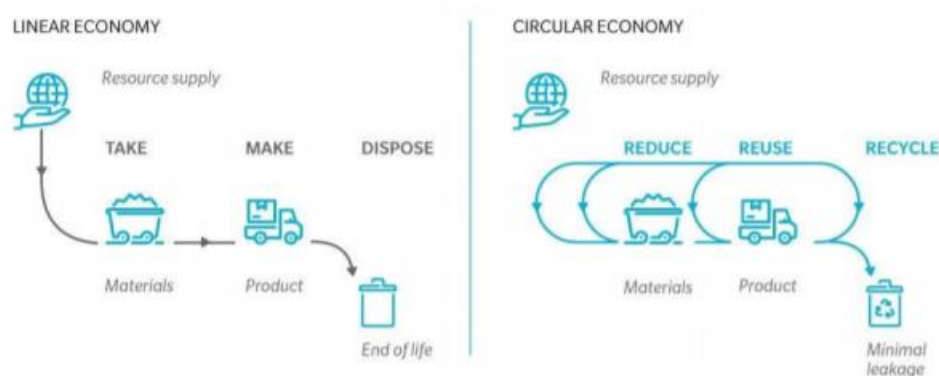 LINEAR ECONOMY
Resource supply
TAKE MAKE DISPOSE
Materials Product
End of life
CIRCULAR ECONOMY
Resource supply
REDUCE REUSE RECYCLE
Materials Product
Minimal
leakage